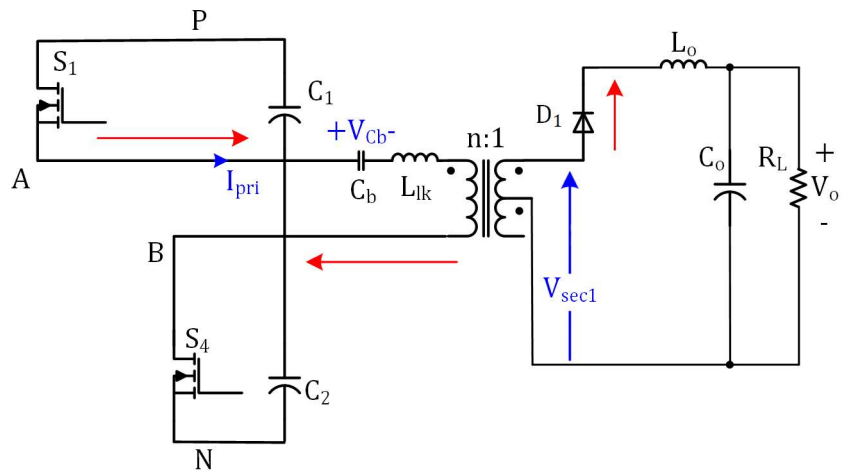 P
S1
C1
Lo
D1
+VCb-
n:1
A
Ipri
Cb
Llk
Co
RL
+
Vo
-
B
Vsec1
S4
C2
N